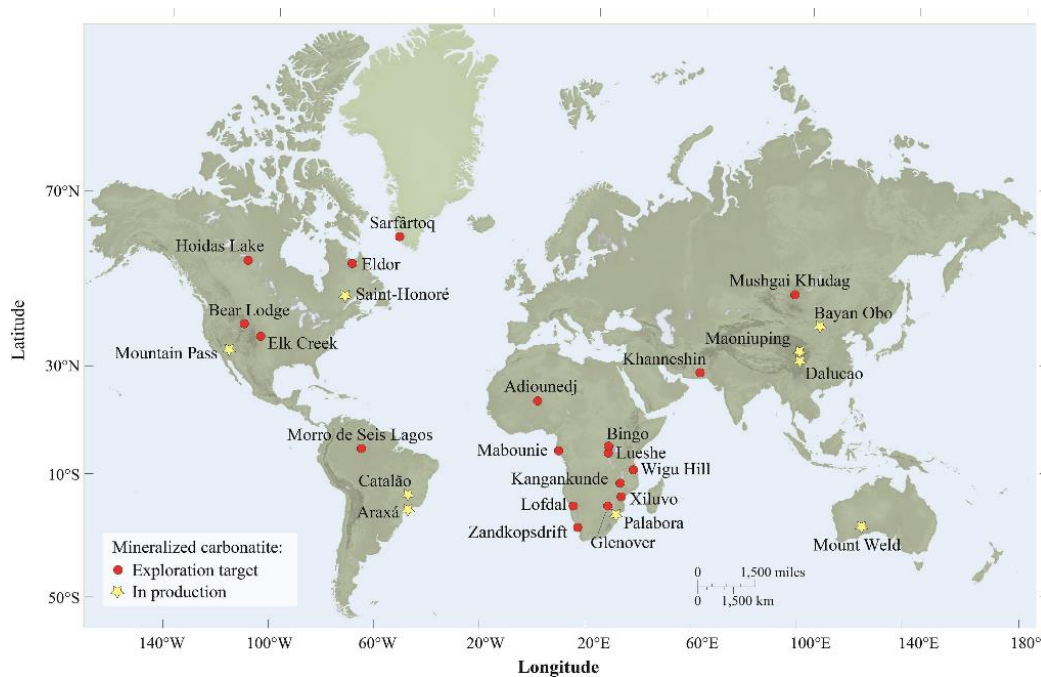 70°N
Sarfârtoq
Hoidas Lake
Eldor
Mushgai Khudag
Saint-Honoré
Bear Lodge
Bayan Obo
Latitude
Elk Creek
Maoniuping
Mountain Pass
30°N
Khanneshin
Dalucao
Adiounedj
Morro de Seis Lagos
Bingo
Mabounie
Lueshe
10°S
Wigu Hill
Catalão
Kangankunde
Xiluvo
Araxá
Lofdal
Palabora
Zandkopsdrift
Glenover
Mount Weld
Mineralized carbonatite:
Exploration target
In production
0 1,500 miles
0 1,500 km
50°S
140°W 100°W 60°W 20°W 20°E 60°E 100°E 140°E 180°
Longitude